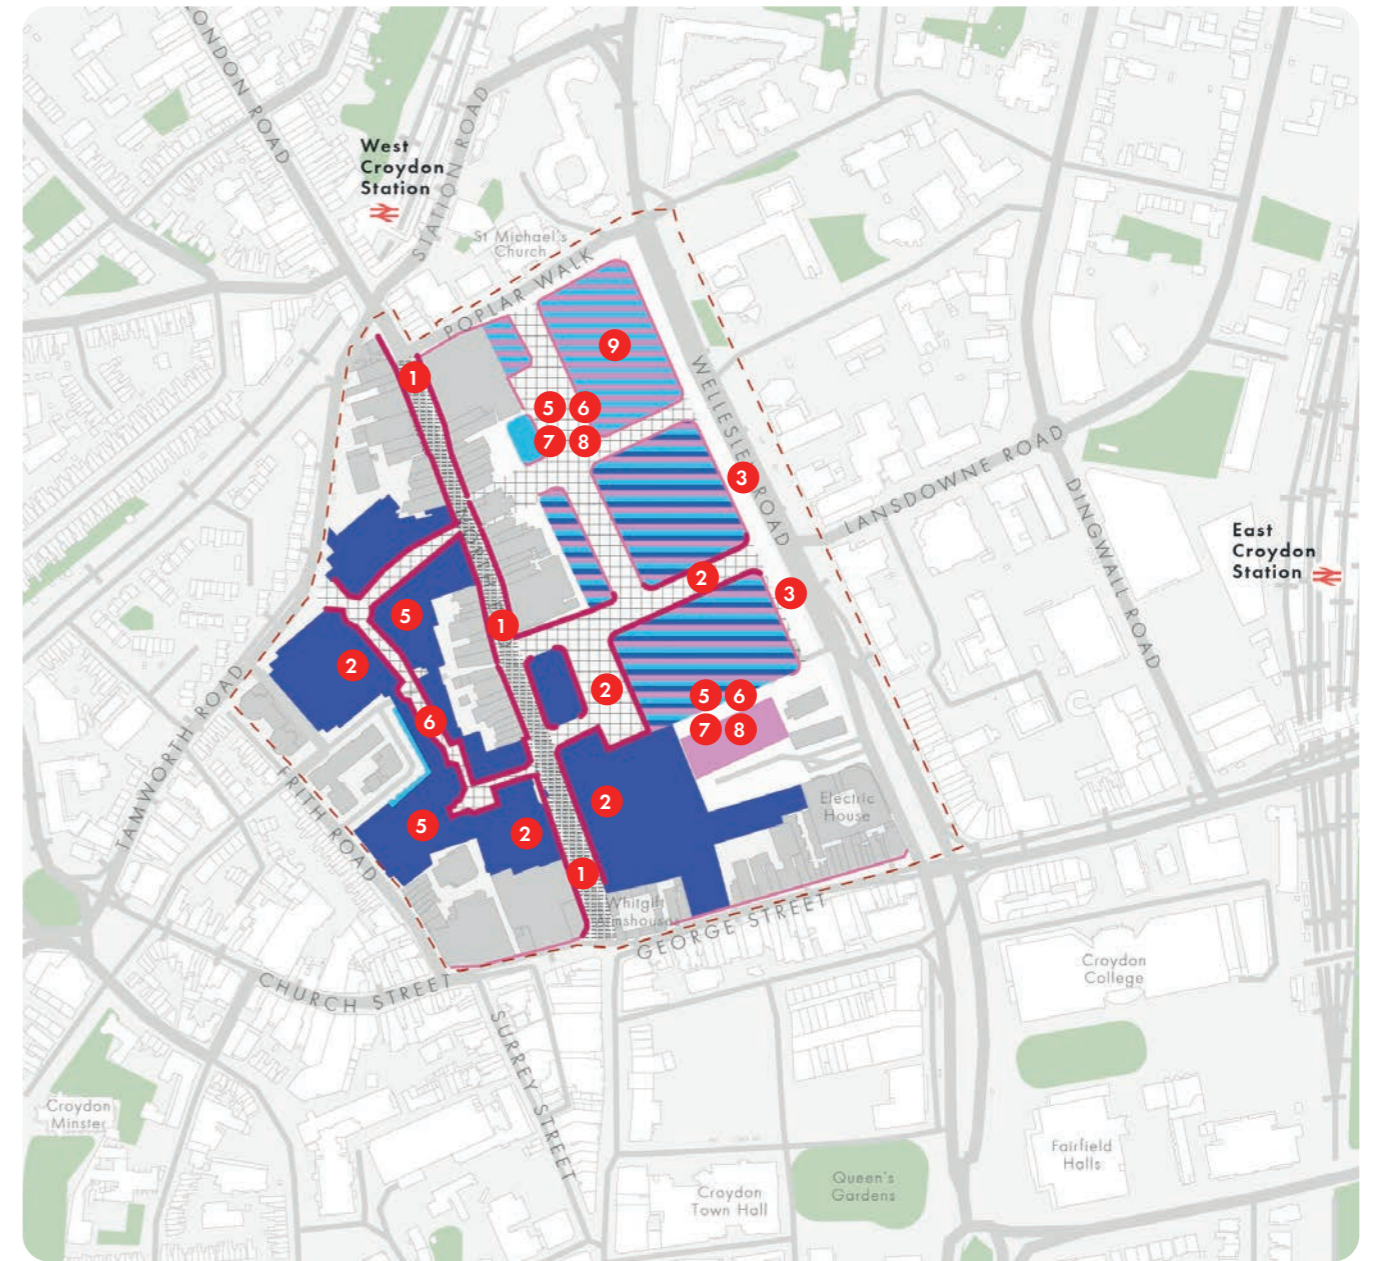 LONDON ROAD
West
Croydon
Station
STATION ROAD
St Michael's
Church
POPLAR WALK
9
1
5 6
7 8
WELLESLEY ROAD
3
LANSDOWNE ROAD
DINGWALL ROAD
East
Croydon
Station
2
3
5
1
2
2
5 6
7 8
6
TAMWORTH ROAD
FRITH ROAD
2
5
2
Electric
House
1
Whitgift
Almshouses
GEORGE STREET
CHURCH STREET
SURREY STREET
Croydon
College
Croydon
Minster
Fairfield
Halls
Queen's
Gardens
Croydon
Town Hall